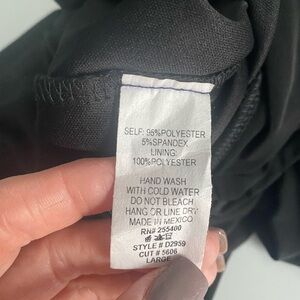 SELF: 95%POLYESTER
5%SPANDEX
LINING:
100%POLYESTER
HAND WASH
WITH COLD WATER
DO NOT BLEACH
HANG OR LINE DRY
MADE IN MEXICO
RN# 255400
STYLE # D2959
CUT # 5606
LARGE